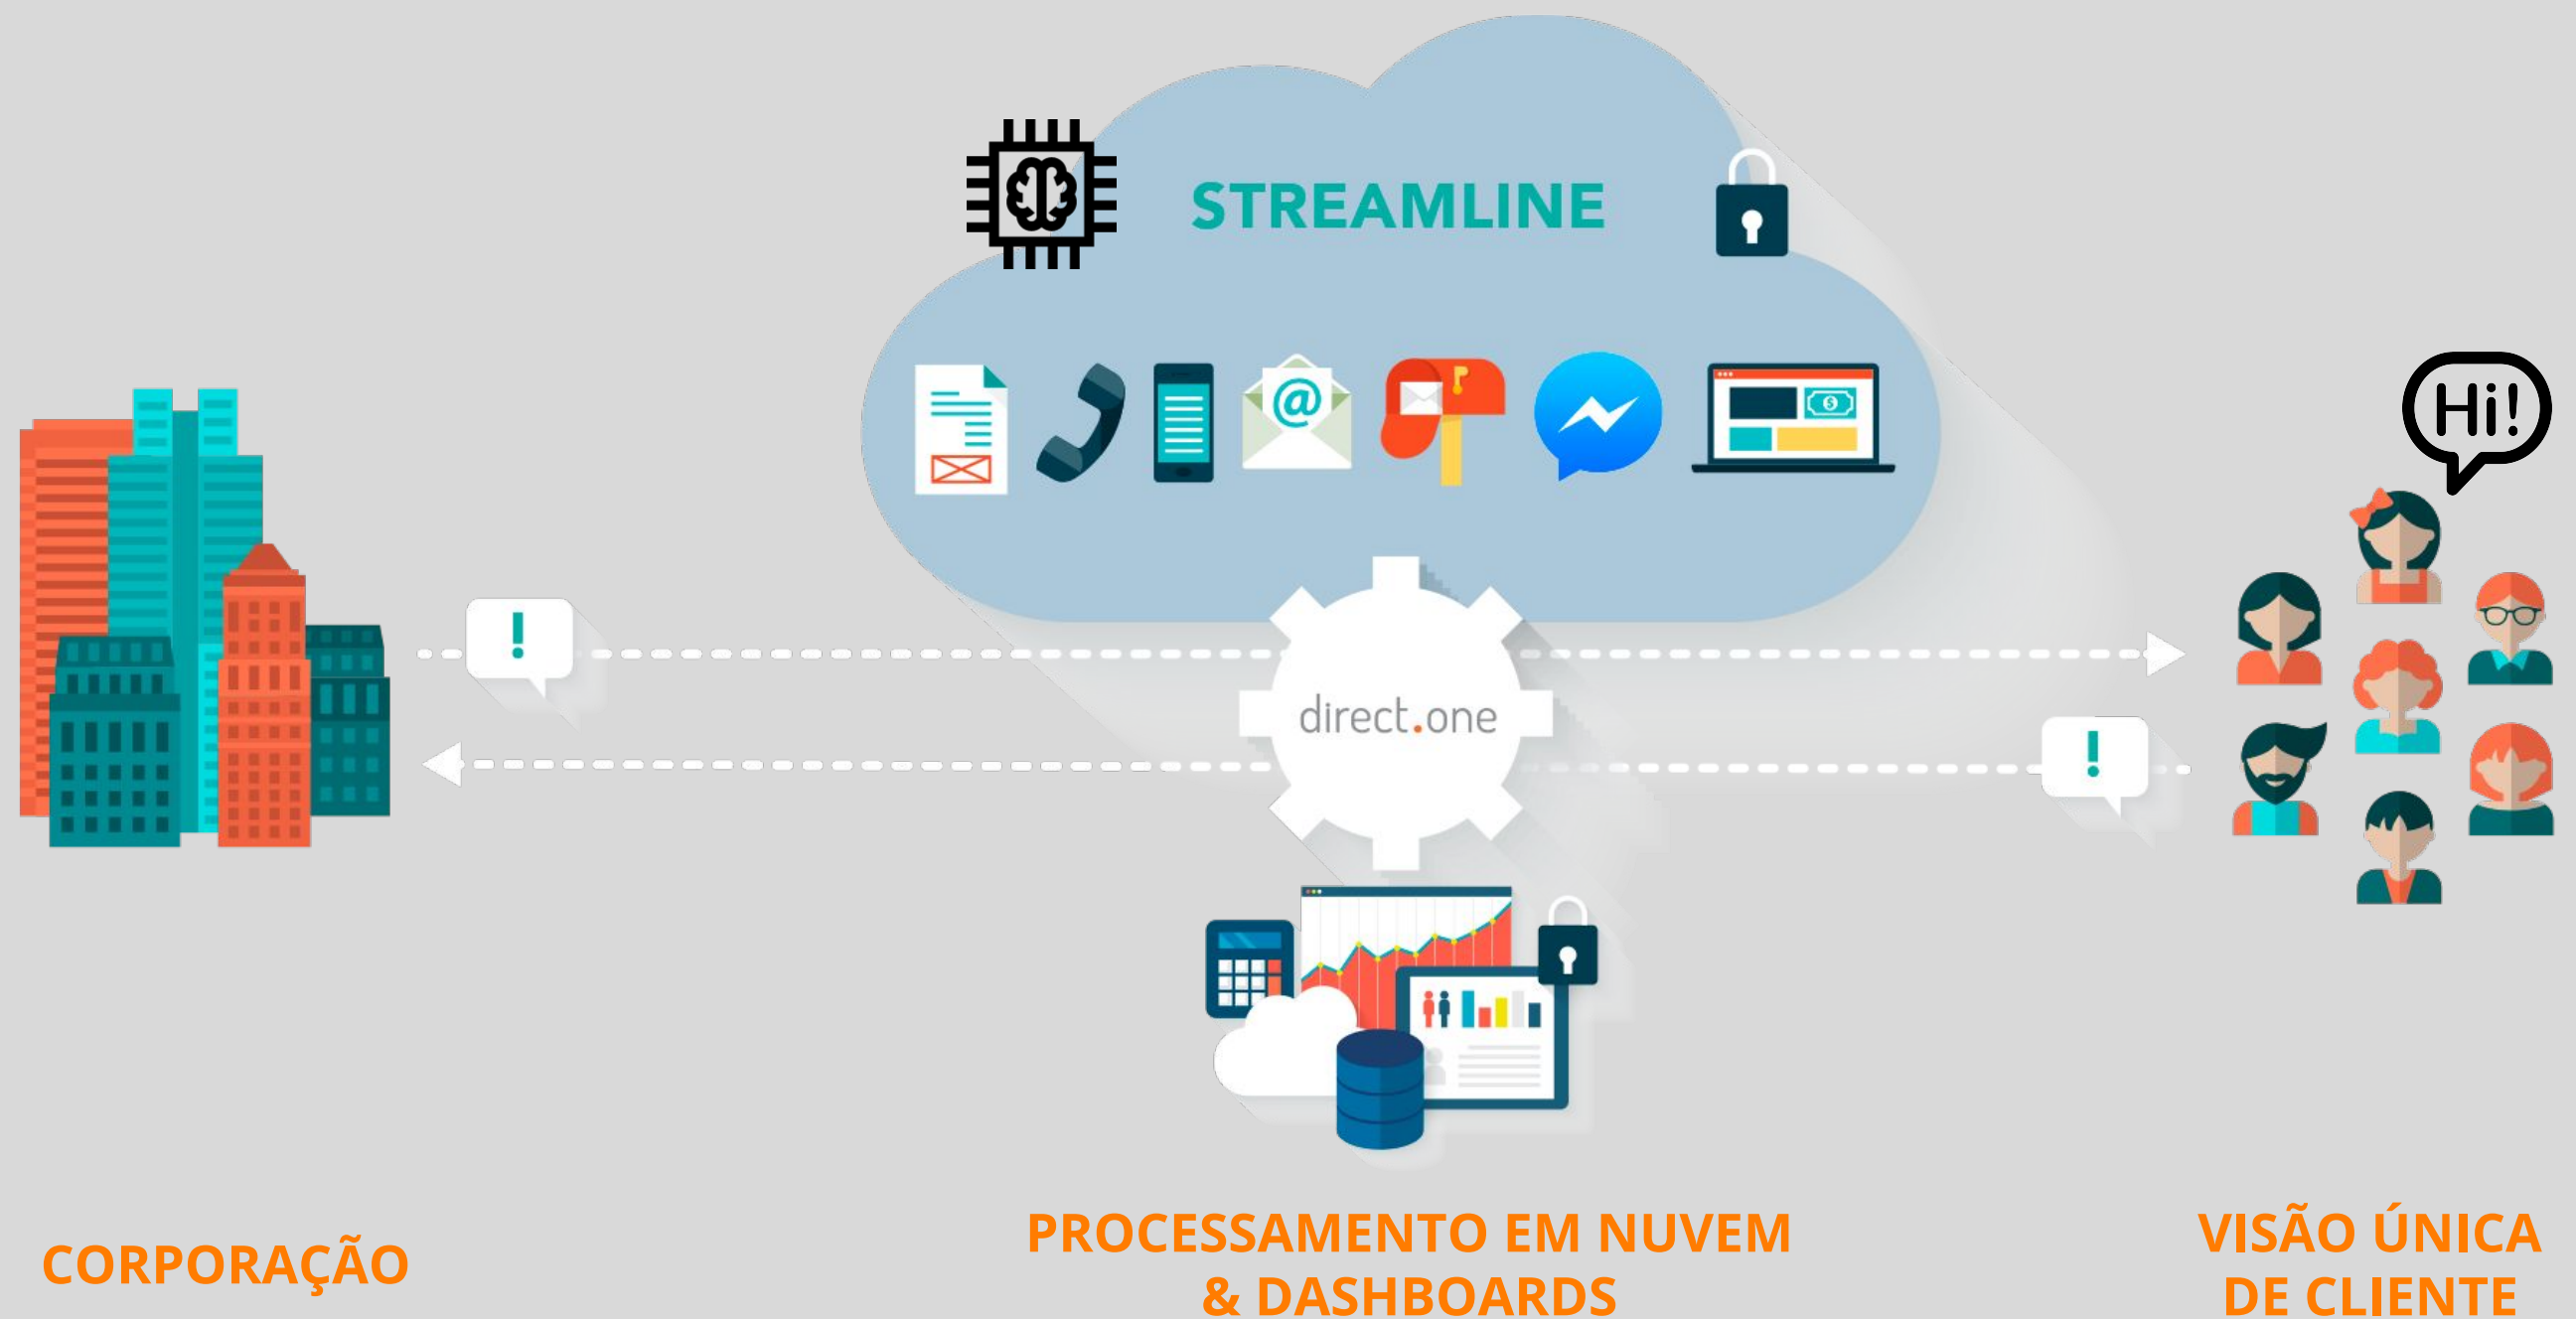 STREAMLINE
@
Hi!
!
direct.one
!
CORPORAÇÃO
PROCESSAMENTO EM NUVEM
& DASHBOARDS
VISÃO ÚNICA
DE CLIENTE